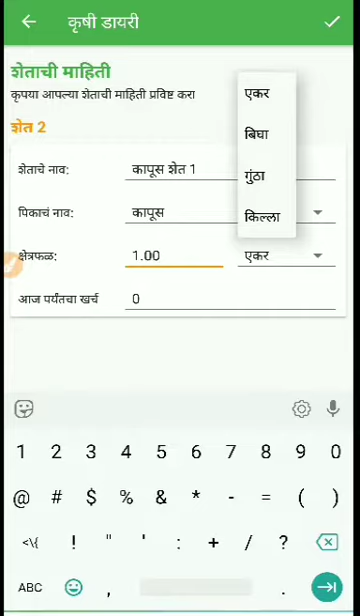 कृषी डायरी
शेताची माहिती
कृपया आपल्या शेताची माहिती प्रविष्ट करा
शेत 2
शेताचे नाव: कापूस शेत 1
पिकाचं नाव: कापूस
क्षेत्रफळ: 1.00 एकर
आज पर्यंतचा खर्च 0
एकर
बिघा
गुंठा
किल्ला
1 2 3 4 5 6 7 8 9 0
@ # $ % & * - = ( )
<\{ ! " ' : + / ?
ABC , .